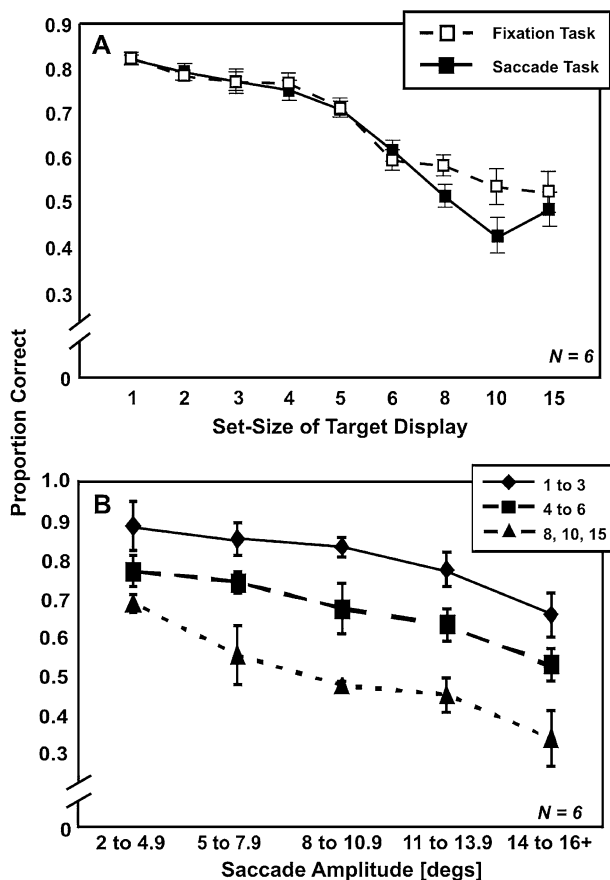 A
Fixation Task
Saccade Task
0.9
0.8
0.7
0.6
0.5
0.4
0.3
0
N = 6
1 2 3 4 5 6 8 10 15
Set-Size of Target Display
Proportion Correct
B
1 to 3
4 to 6
8, 10, 15
1.0
0.9
0.8
0.7
0.6
0.5
0.4
0.3
0
N = 6
2 to 4.9 5 to 7.9 8 to 10.9 11 to 13.9 14 to 16+
Saccade Amplitude [degs]